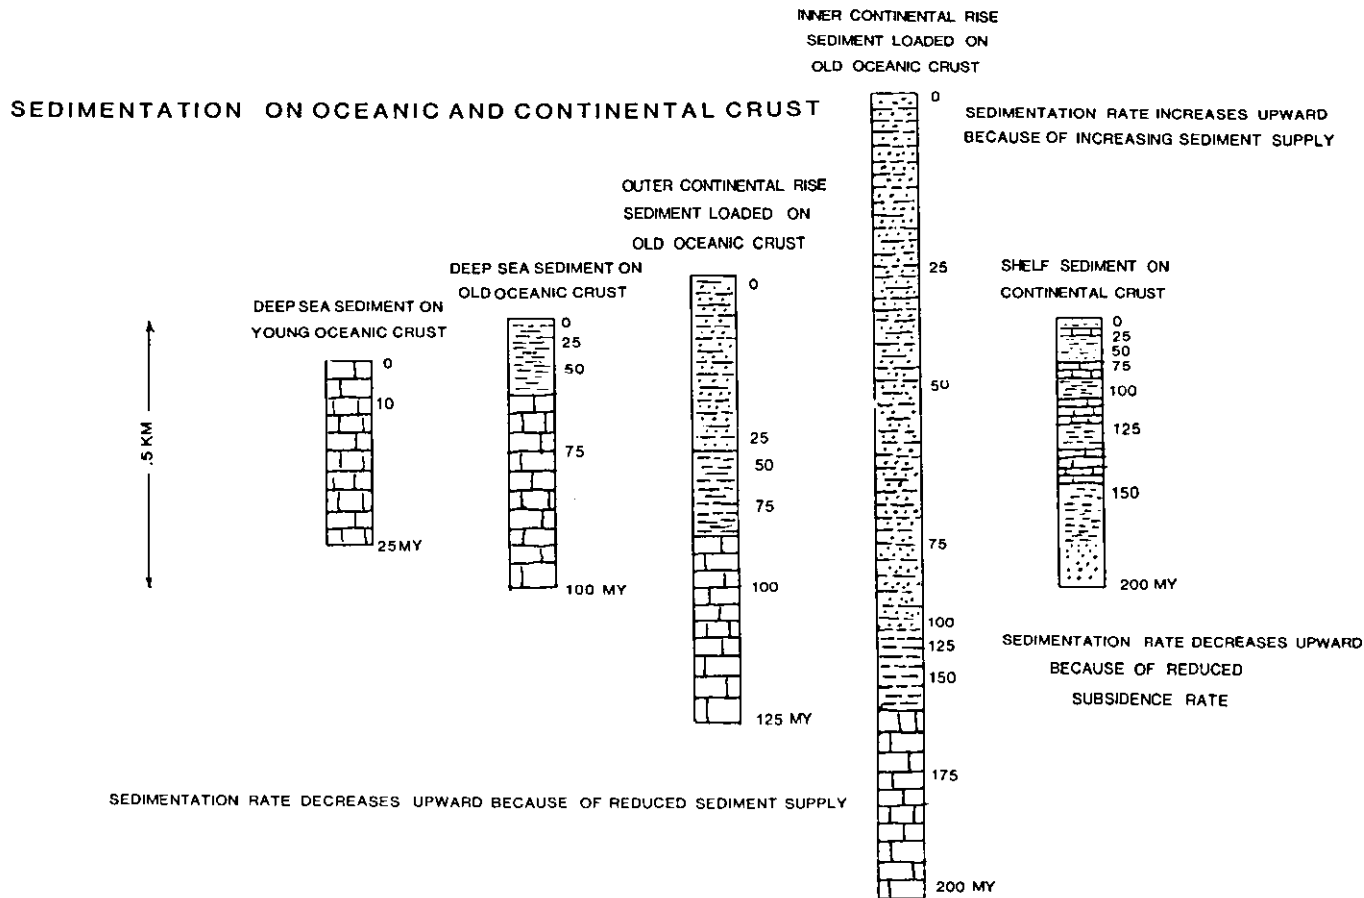 SEDIMENTATION ON OCEANIC AND CONTINENTAL CRUST
.5 KM
DEEP SEA SEDIMENT ON
YOUNG OCEANIC CRUST
0
10
25 MY
DEEP SEA SEDIMENT ON
OLD OCEANIC CRUST
0
25
50
75
100 MY
OUTER CONTINENTAL RISE
SEDIMENT LOADED ON
OLD OCEANIC CRUST
0
25
50
75
100
125 MY
INNER CONTINENTAL RISE
SEDIMENT LOADED ON
OLD OCEANIC CRUST
0
25
50
75
100
125
150
175
200 MY
SEDIMENTATION RATE INCREASES UPWARD
BECAUSE OF INCREASING SEDIMENT SUPPLY
SHELF SEDIMENT ON
CONTINENTAL CRUST
0
25
50
75
100
125
150
200 MY
SEDIMENTATION RATE DECREASES UPWARD
BECAUSE OF REDUCED
SUBSIDENCE RATE
SEDIMENTATION RATE DECREASES UPWARD BECAUSE OF REDUCED SEDIMENT SUPPLY